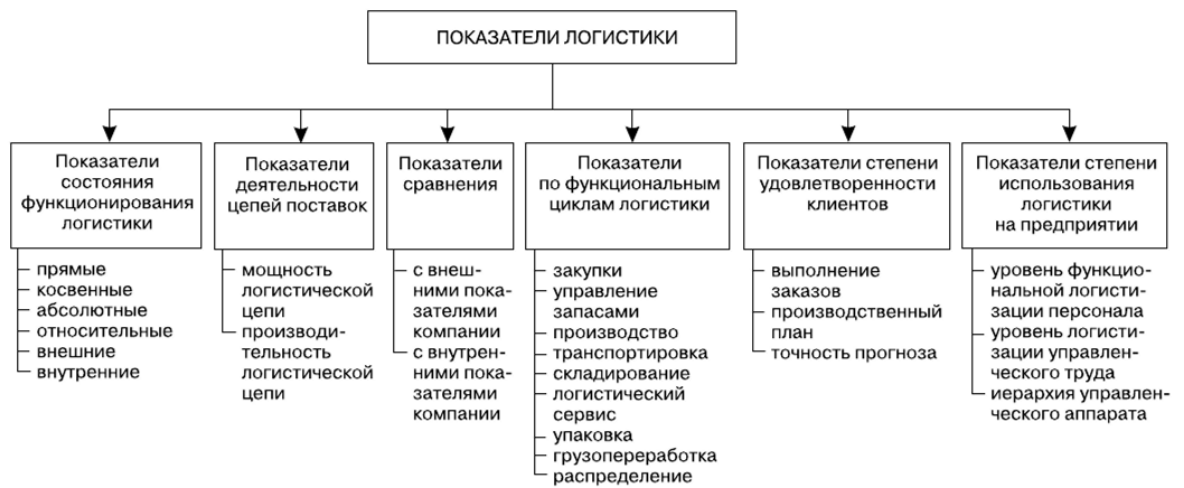 ПОКАЗАТЕЛИ ЛОГИСТИКИ
Показатели
состояния
функционирования
логистики
прямые
косвенные
абсолютные
относительные
внешние
внутренние
Показатели
деятельности
цепей поставок
мощность
логистической
цепи
производи-
тельность
логистической
цепи
Показатели
сравнения
с внеш-
ними пока-
зателями
компании
с внутрен-
ними пока-
зателями
компании
Показатели
по функциональным
циклам логистики
закупки
управление
запасами
производство
транспортировка
складирование
логистический
сервис
упаковка
грузопереработка
распределение
Показатели степени
удовлетворенности
клиентов
выполнение
заказов
производственный
план
точность прогноза
Показатели степени
использования
логистики
на предприятии
уровень функцио-
нальной логисти-
зации персонала
уровень логисти-
зации управлен-
ческого труда
иерархия управлен-
ческого аппарата